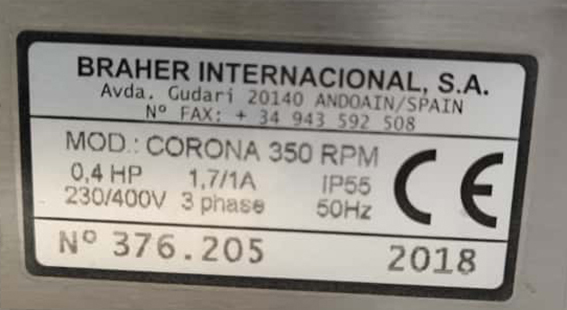 BRAHER INTERNACIONAL, S.A.
Avda. Gudari 20140 ANDOAIN/SPAIN
Nº FAX: + 34 943 592 508
MOD.: CORONA 350 RPM
0,4 HP 1,7/1A IP55
230/400V 3 phase 50Hz
CE
Nº 376.205 2018